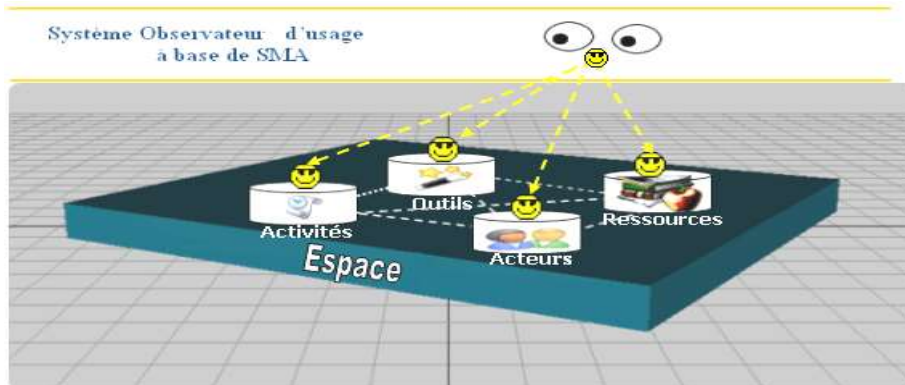 Système Observateur d'usage
à base de SMA
Outils
Activités
Ressources
Acteurs
Espace